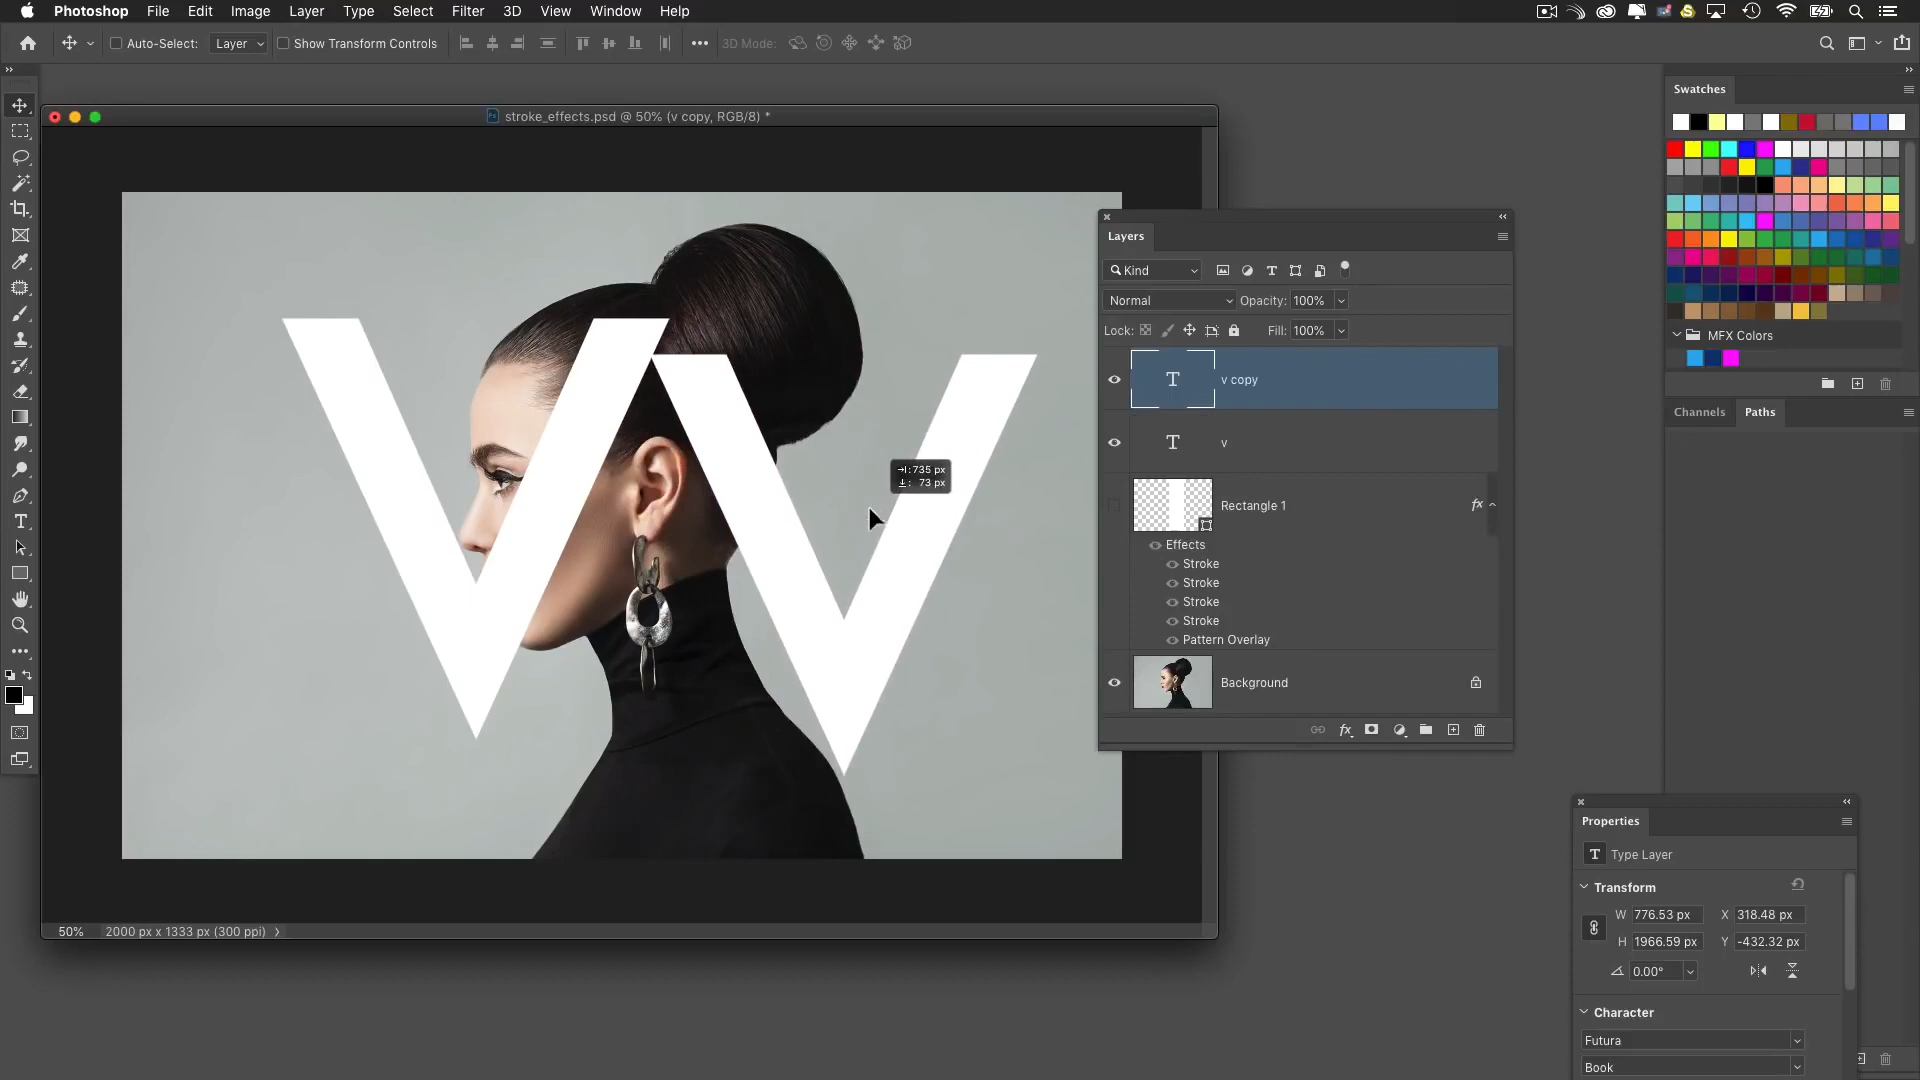 Photoshop File Edit Image Layer Type Select Filter 3D View Window Help
Auto-Select: Layer Show Transform Controls 3D Mode:
stroke_effects.psd @ 50% (v copy, RGB/8) *
V V
→I: 735 px
↓: 73 px
50% 2000 px x 1333 px (300 ppi)
Layers
Kind
Normal Opacity: 100%
Lock: Fill: 100%
T v copy
T v
Rectangle 1 fx
Effects
Stroke
Stroke
Stroke
Stroke
Pattern Overlay
Background
fx
Swatches
MFX Colors
Channels Paths
Properties
T Type Layer
Transform
W 776.53 px X 318.48 px
H 1966.59 px Y -432.32 px
0.00°
Character
Futura
Book